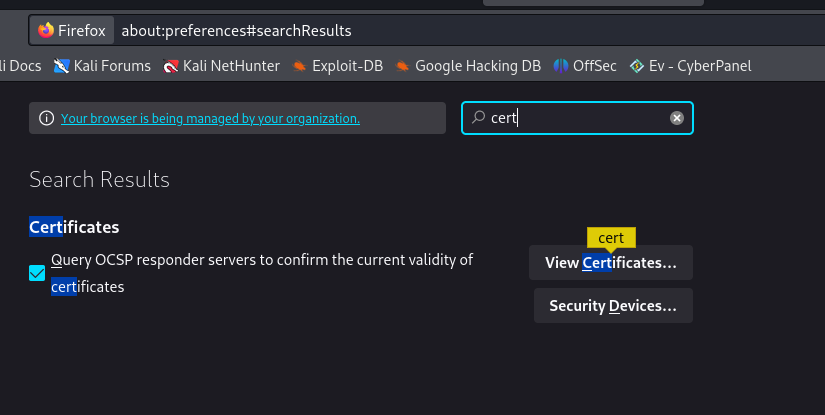 Firefox about:preferences#searchResults
li Docs Kali Forums Kali NetHunter Exploit-DB Google Hacking DB OffSec Ev - CyberPanel
Your browser is being managed by your organization. cert
Search Results
Certificates
cert
Query OCSP responder servers to confirm the current validity of View Certificates...
certificates
Security Devices...